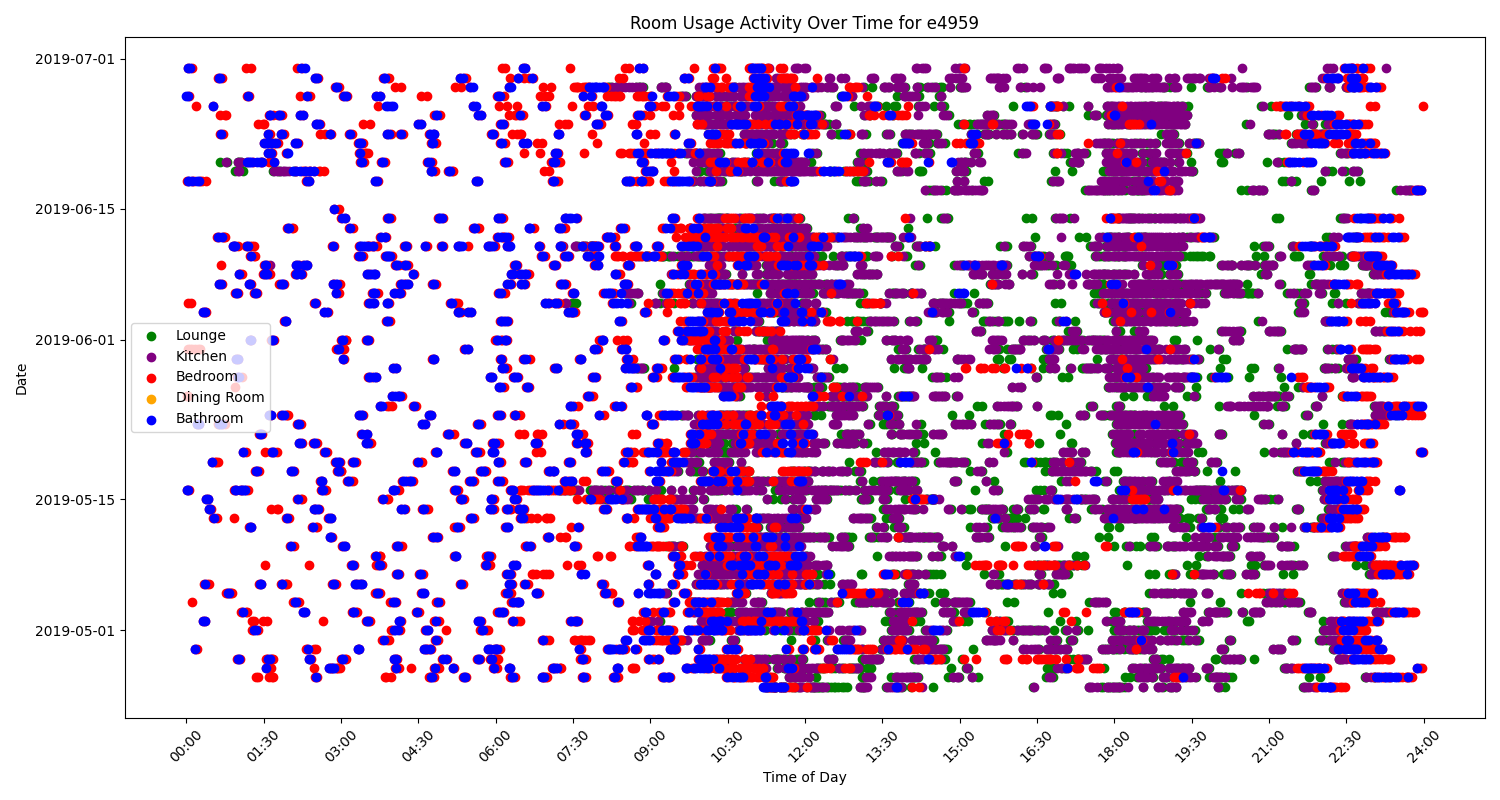 Room Usage Activity Over Time for e4959
2019-07-01
2019-06-15
2019-06-01
2019-05-15
2019-05-01
Date
Lounge
Kitchen
Bedroom
Dining Room
Bathroom
00:00
01:30
03:00
04:30
06:00
07:30
09:00
10:30
12:00
13:30
15:00
16:30
18:00
19:30
21:00
22:30
24:00
Time of Day